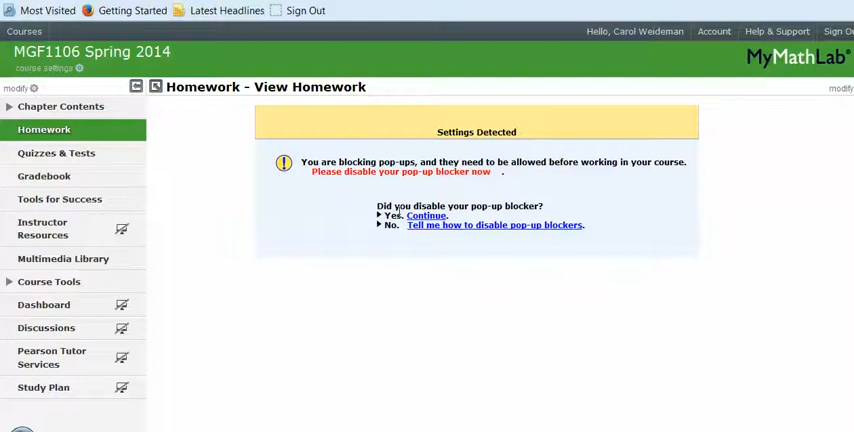 Most Visited Getting Started Latest Headlines Sign Out
Courses Hello, Carol Weideman Account Help & Support Sign O
MGF1106 Spring 2014
course settings
MyMathLab®
modify Homework - View Homework modify
Chapter Contents
Homework
Quizzes & Tests
Gradebook
Tools for Success
Instructor
Resources
Multimedia Library
Course Tools
Dashboard
Discussions
Pearson Tutor
Services
Study Plan
Settings Detected
You are blocking pop-ups, and they need to be allowed before working in your course.
Please disable your pop-up blocker now .
Did you disable your pop-up blocker?
Yes. Continue.
No. Tell me how to disable pop-up blockers.